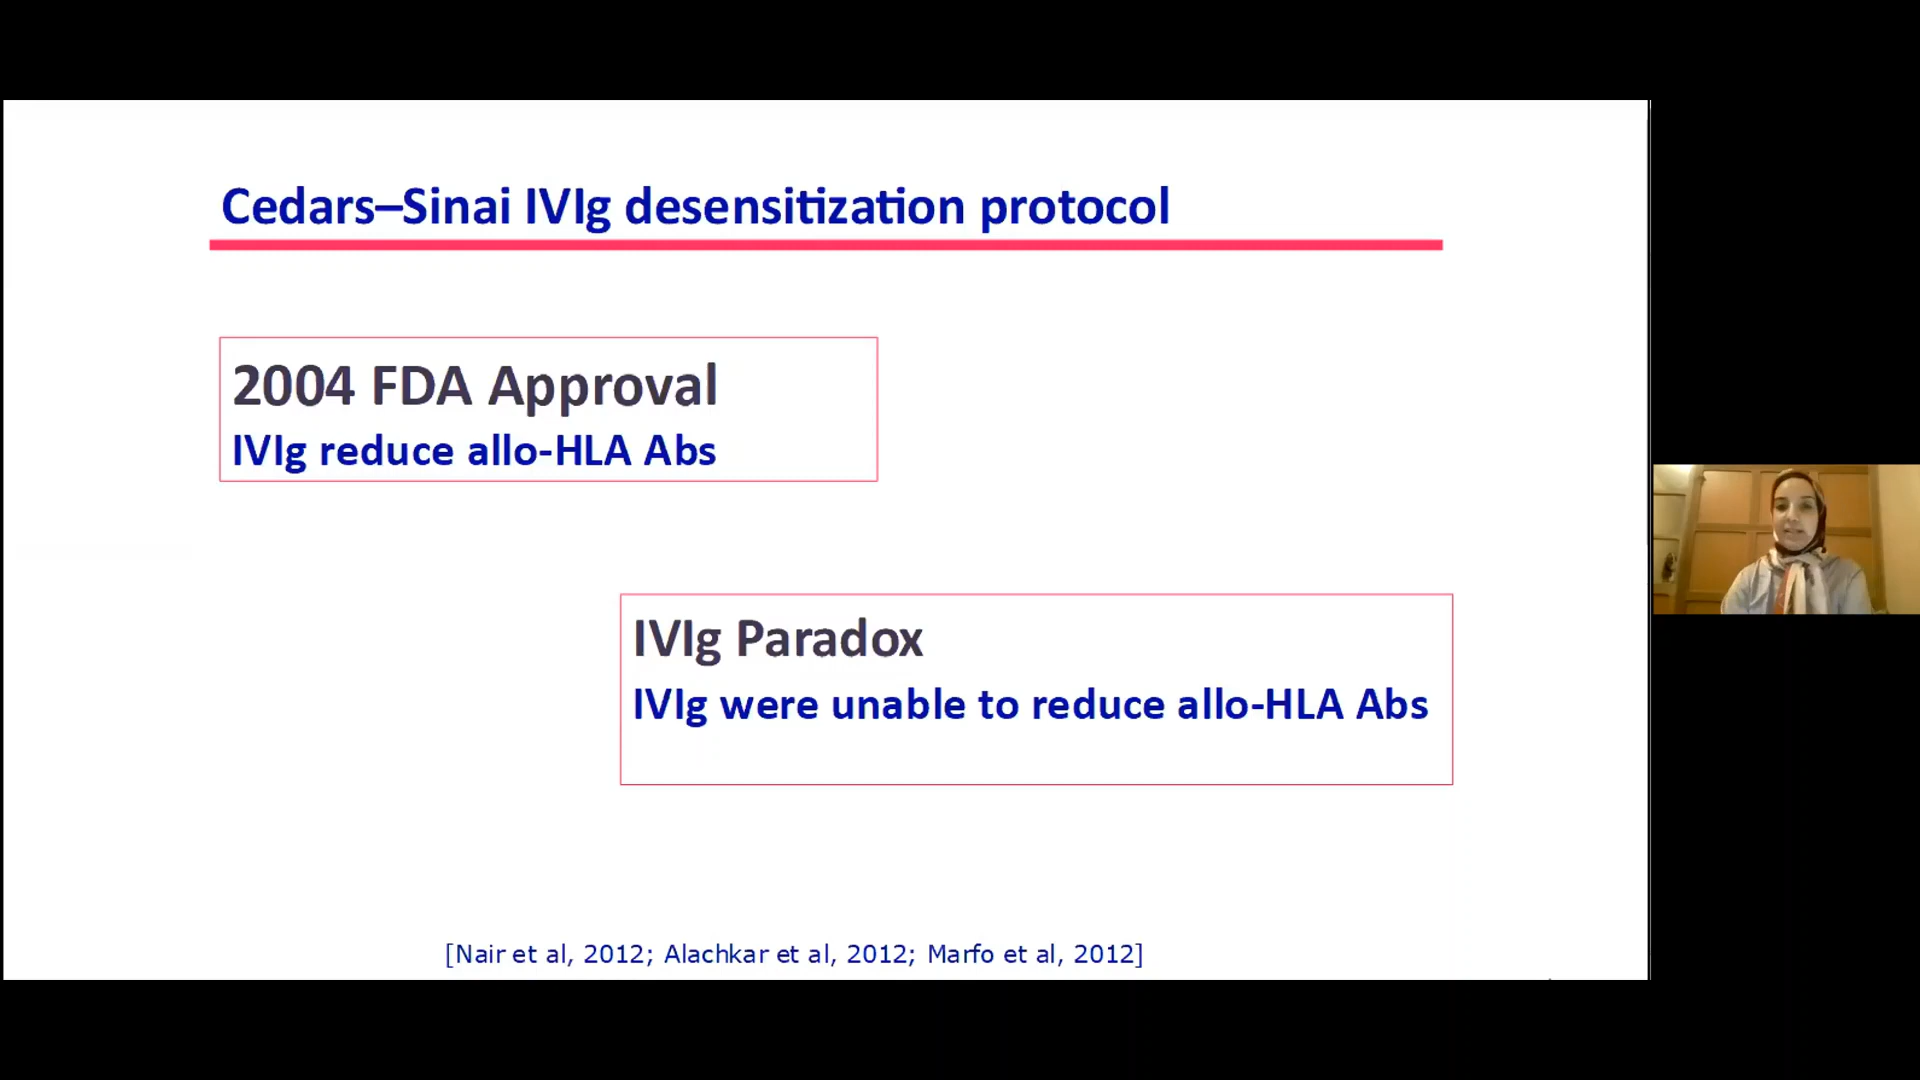 Cedars–Sinai IVIg desensitization protocol
2004 FDA Approval
IVIg reduce allo-HLA Abs
IVIg Paradox
IVIg were unable to reduce allo-HLA Abs
[Nair et al, 2012; Alachkar et al, 2012; Marfo et al, 2012]